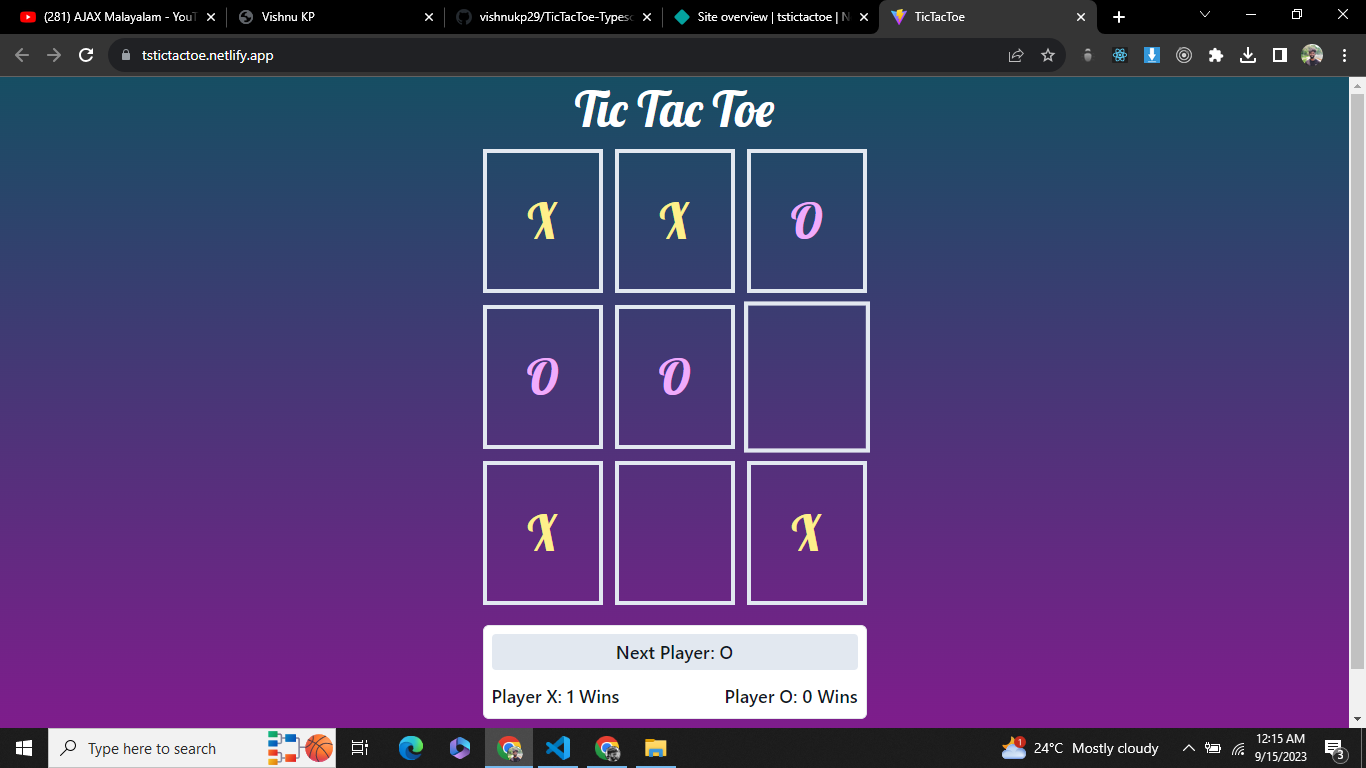 (281) AJAX Malayalam - YouT
Vishnu KP
vishnukp29/TicTacToe-Typesc
Site overview | tstictactoe | N
TicTacToe
tstictactoe.netlify.app
Tic Tac Toe
X X O
O O
X X
Next Player: O
Player X: 1 Wins Player O: 0 Wins
Type here to search
1
24°C Mostly cloudy
12:15 AM
9/15/2023
3